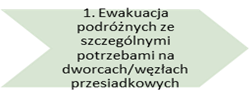 1. Ewakuacja
podróżnych ze
szczególnymi
potrzebami na
dworcach/węzłach
przesiadkowych